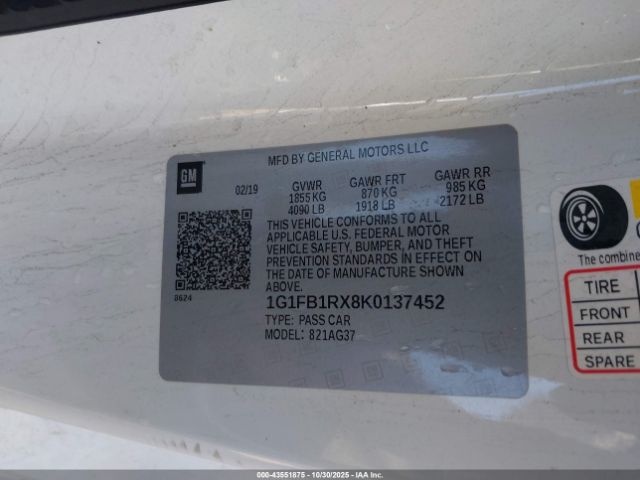 MFD BY GENERAL MOTORS LLC
GM
02/19
GVWR GAWR FRT GAWR RR
1855 KG 870 KG 985 KG
4090 LB 1918 LB 2172 LB
THIS VEHICLE CONFORMS TO ALL
APPLICABLE U.S. FEDERAL MOTOR
VEHICLE SAFETY, BUMPER, AND THEFT
PREVENTION STANDARDS IN EFFECT ON
THE DATE OF MANUFACTURE SHOWN
ABOVE.
8624
1G1FB1RX8K0137452
TYPE: PASS CAR
MODEL: 821AG37
The combine
TIRE
FRONT
REAR
SPARE
000-43551875 - 10/30/2025 - IAAI.COM